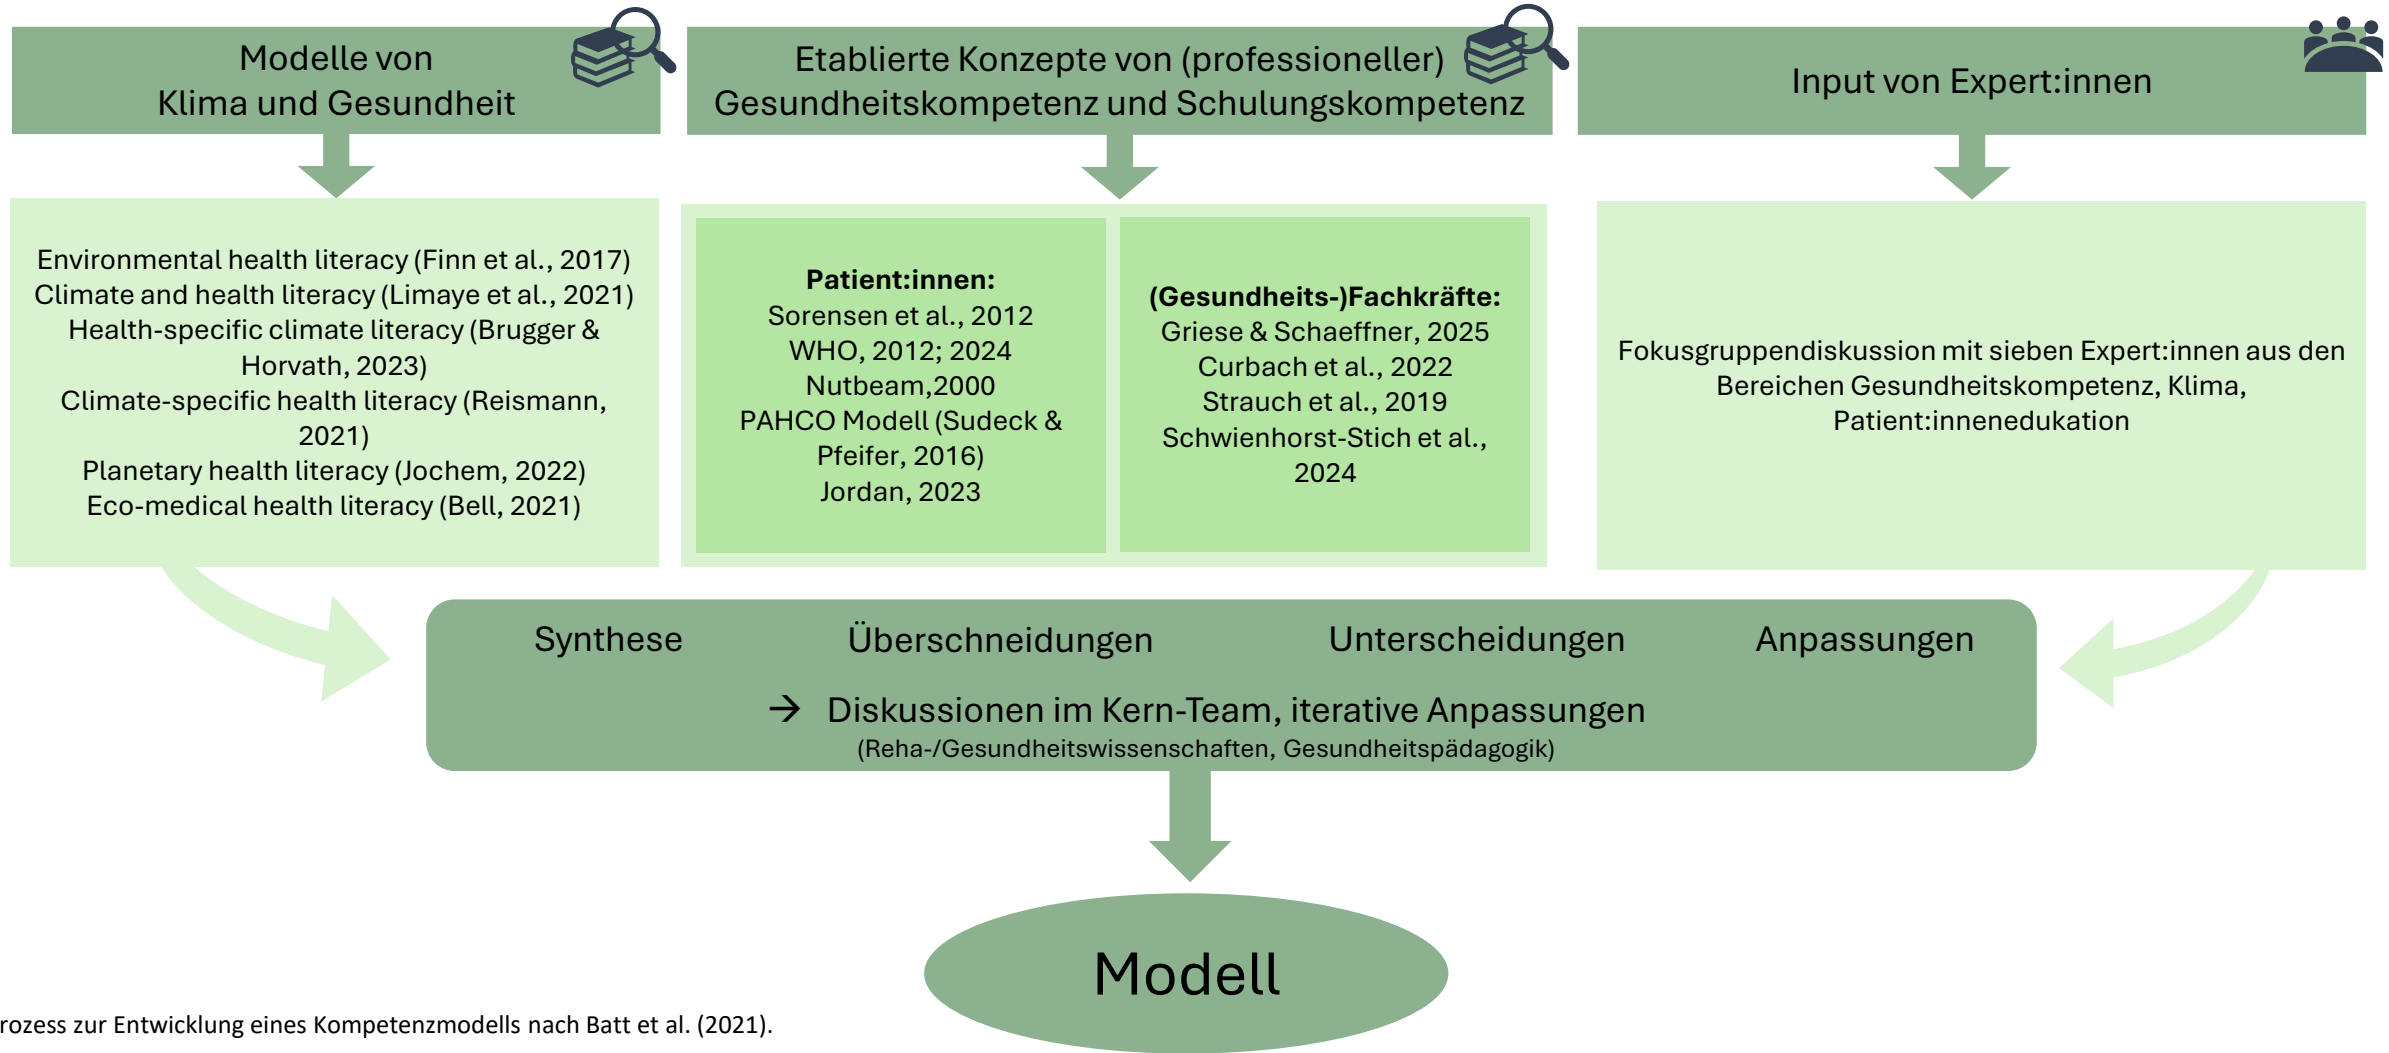 Modelle von
Klima und Gesundheit
Etablierte Konzepte von (professioneller)
Gesundheitskompetenz und Schulungskompetenz
Input von Expert:innen
Environmental health literacy (Finn et al., 2017)
Climate and health literacy (Limaye et al., 2021)
Health-specific climate literacy (Brugger &
Horvath, 2023)
Climate-specific health literacy (Reismann,
2021)
Planetary health literacy (Jochem, 2022)
Eco-medical health literacy (Bell, 2021)
Patient:innen:
Sorensen et al., 2012
WHO, 2012; 2024
Nutbeam,2000
PAHCO Modell (Sudeck &
Pfeifer, 2016)
Jordan, 2023
(Gesundheits-)Fachkräfte:
Griese & Schaeffner, 2025
Curbach et al., 2022
Strauch et al., 2019
Schwienhorst-Stich et al.,
2024
Fokusgruppendiskussion mit sieben Expert:innen aus den
Bereichen Gesundheitskompetenz, Klima,
Patient:innenedukation
Synthese Überschneidungen Unterscheidungen Anpassungen
→ Diskussionen im Kern-Team, iterative Anpassungen
(Reha-/Gesundheitswissenschaften, Gesundheitspädagogik)
Modell
rozess zur Entwicklung eines Kompetenzmodells nach Batt et al. (2021).